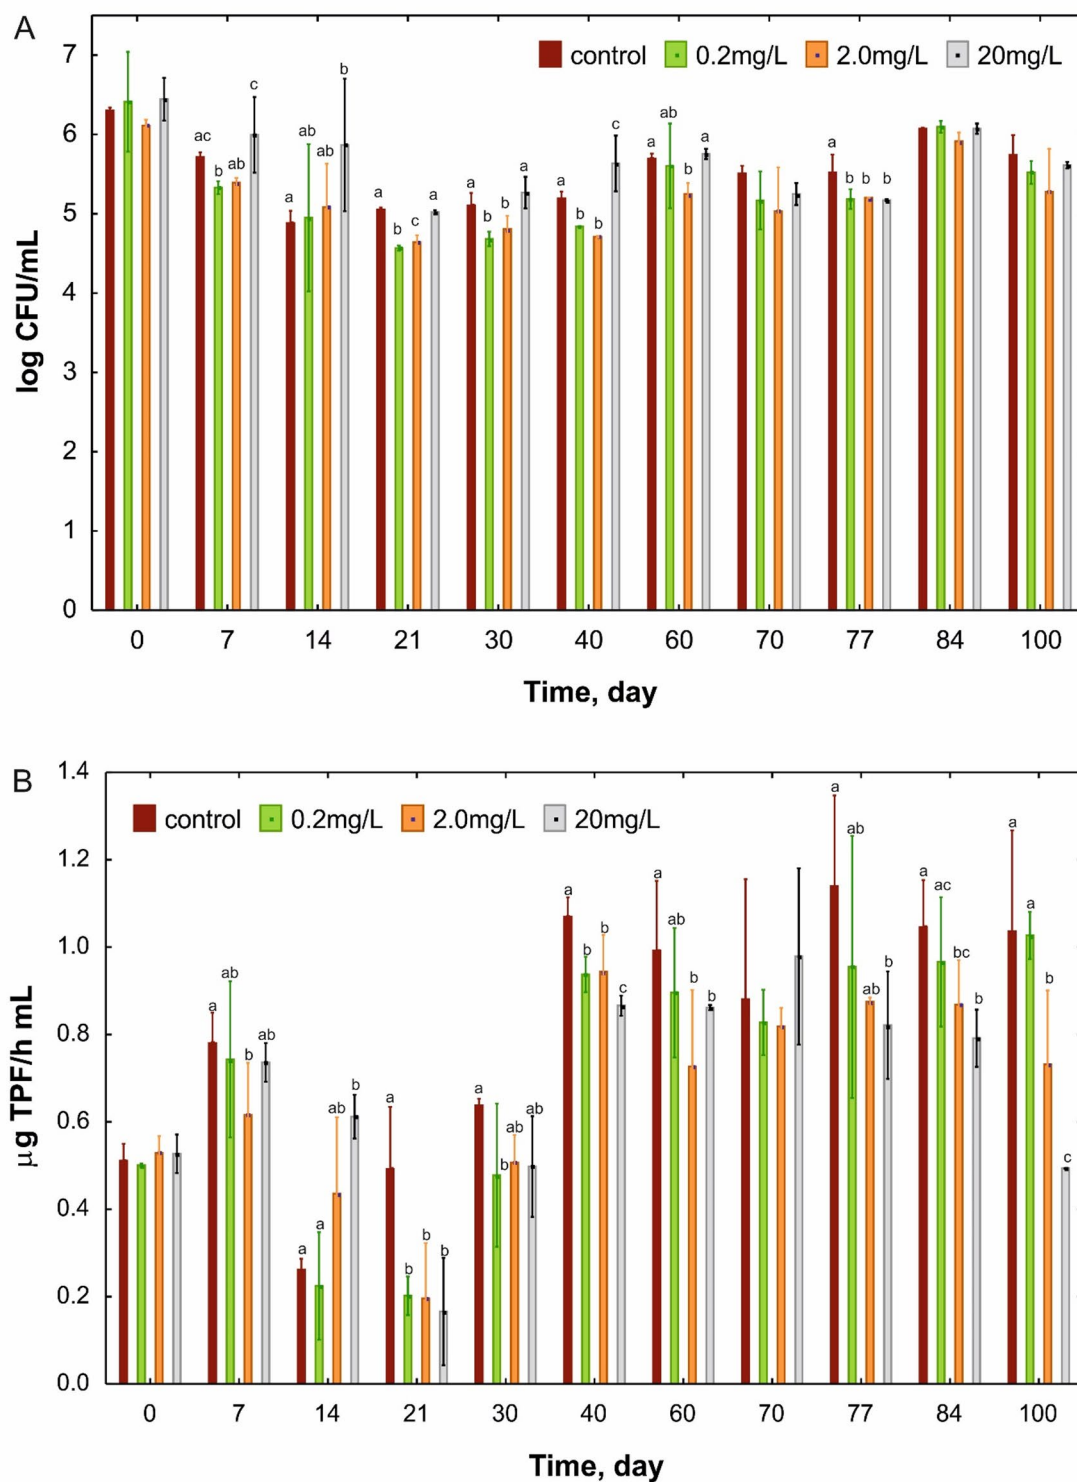 A
control 0.2mg/L 2.0mg/L 20mg/L
7
6
5
4
3
2
1
0
log CFU/mL
ac b ab c
a ab ab b
a b c a
a b b a
a b b c
a ab b a
a b b b
0 7 14 21 30 40 60 70 77 84 100
Time, day
B
control 0.2mg/L 2.0mg/L 20mg/L
1.4
1.2
1.0
0.8
0.6
0.4
0.2
0.0
μg TPF/h mL
a ab b ab
a a ab b
a b b b
a b ab ab
a b b c
a ab b b
a ab ab b
a ac bc b
a a b c
0 7 14 21 30 40 60 70 77 84 100
Time, day